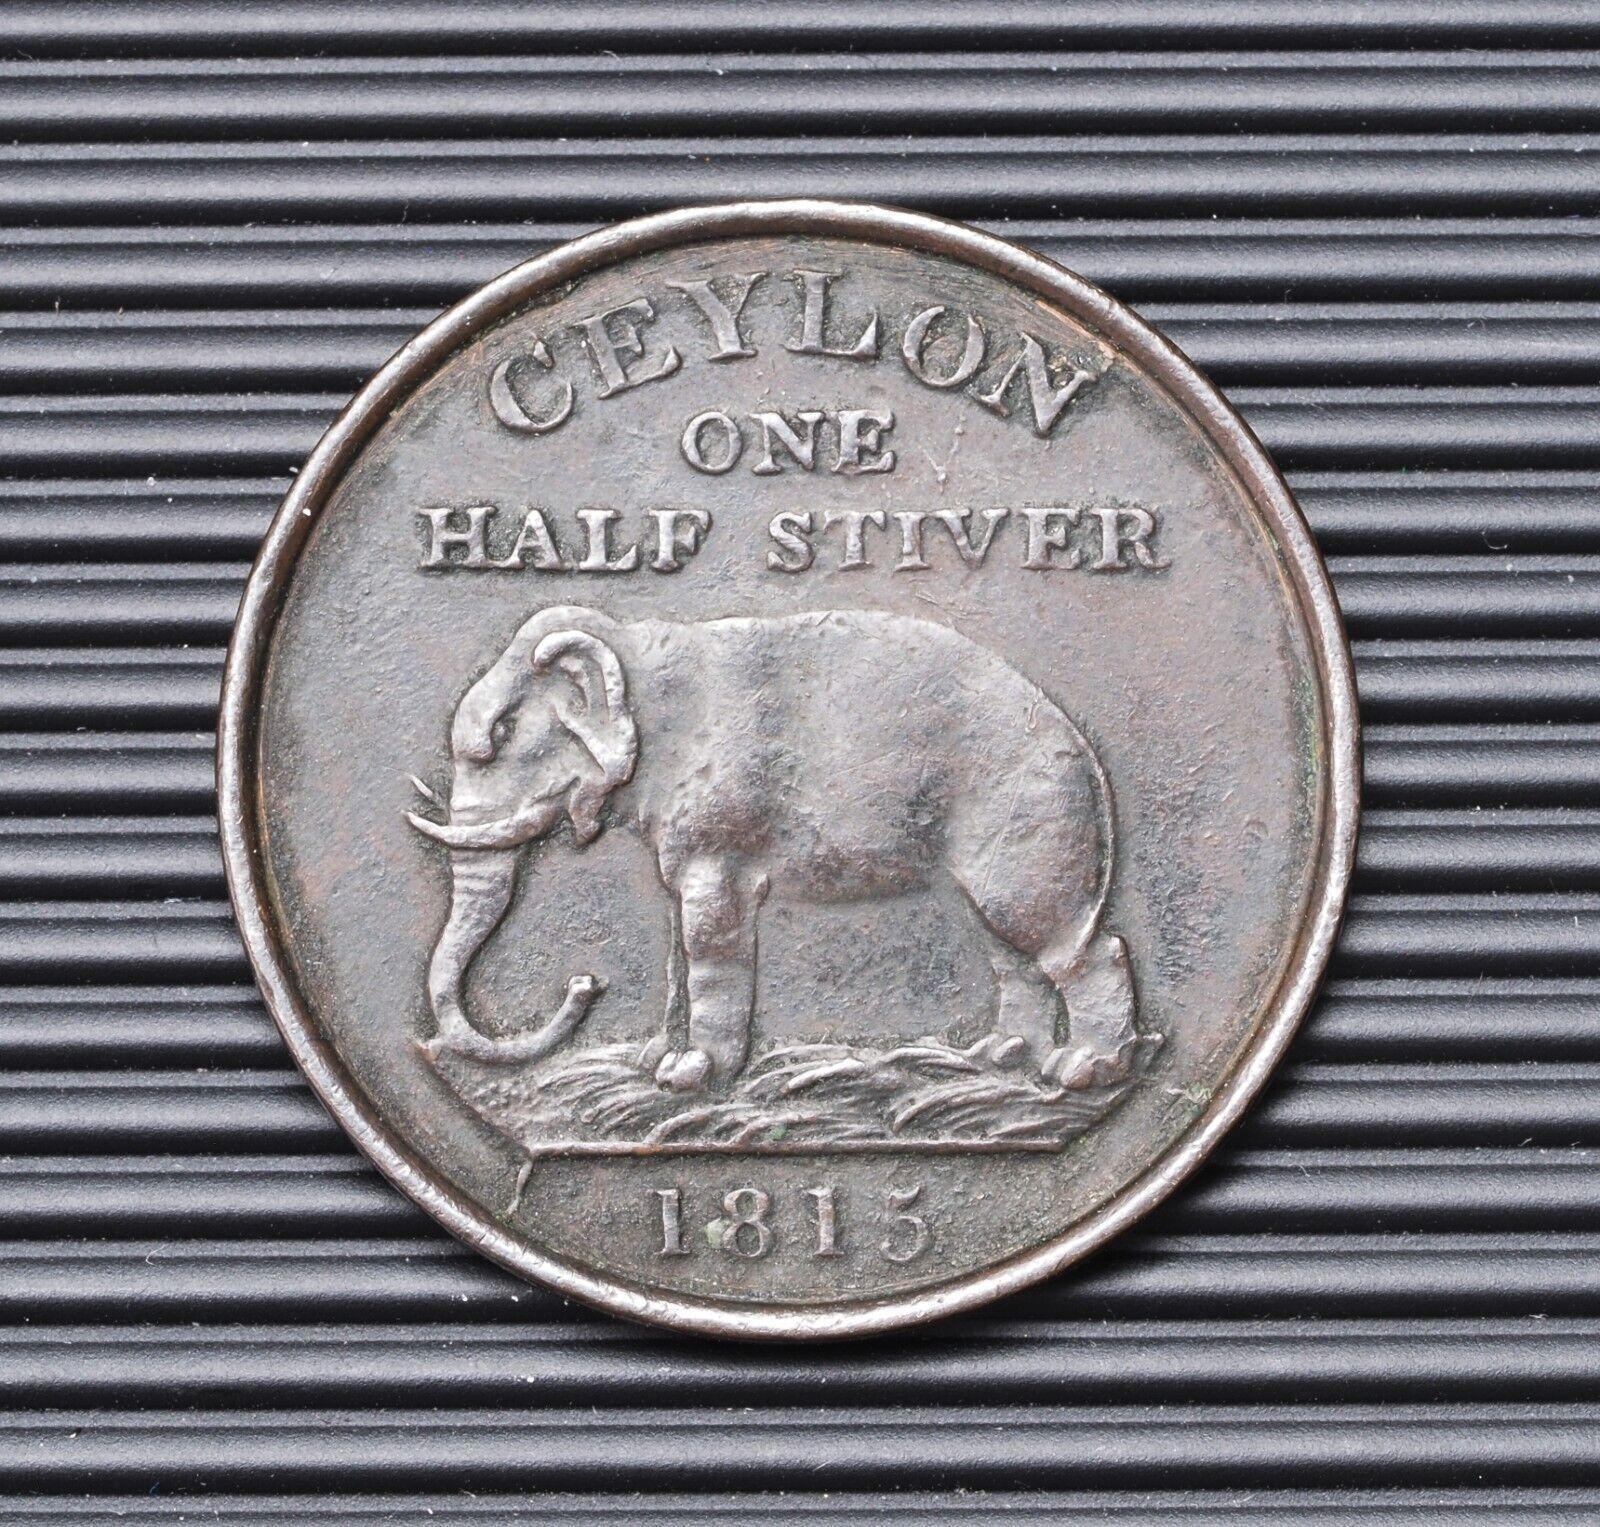 CEYLON
ONE
HALF STIVER
1815